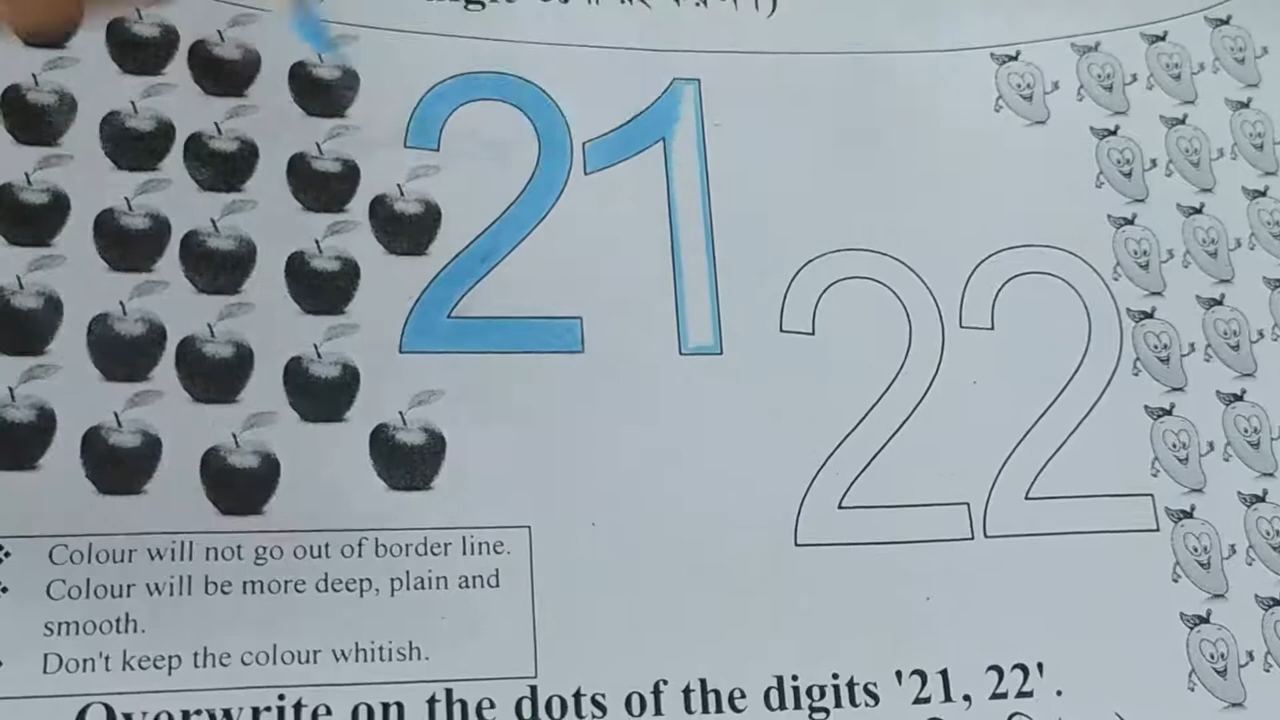 21
22
Colour will not go out of border line.
Colour will be more deep, plain and
smooth.
Don't keep the colour whitish.
Overwrite on the dots of the digits '21, 22'.